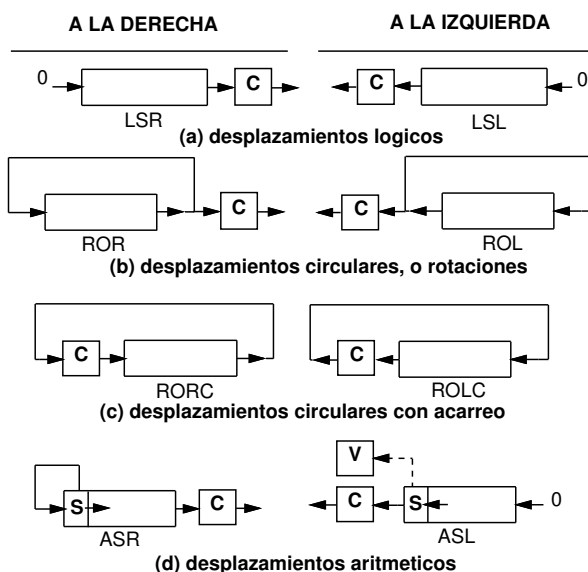 A LA DERECHA
A LA IZQUIERDA
0 C C 0
LSR LSL
(a) desplazamientos logicos
C C
ROR ROL
(b) desplazamientos circulares, o rotaciones
C C
RORC ROLC
(c) desplazamientos circulares con acarreo
V
S C C S 0
ASR ASL
(d) desplazamientos aritmeticos